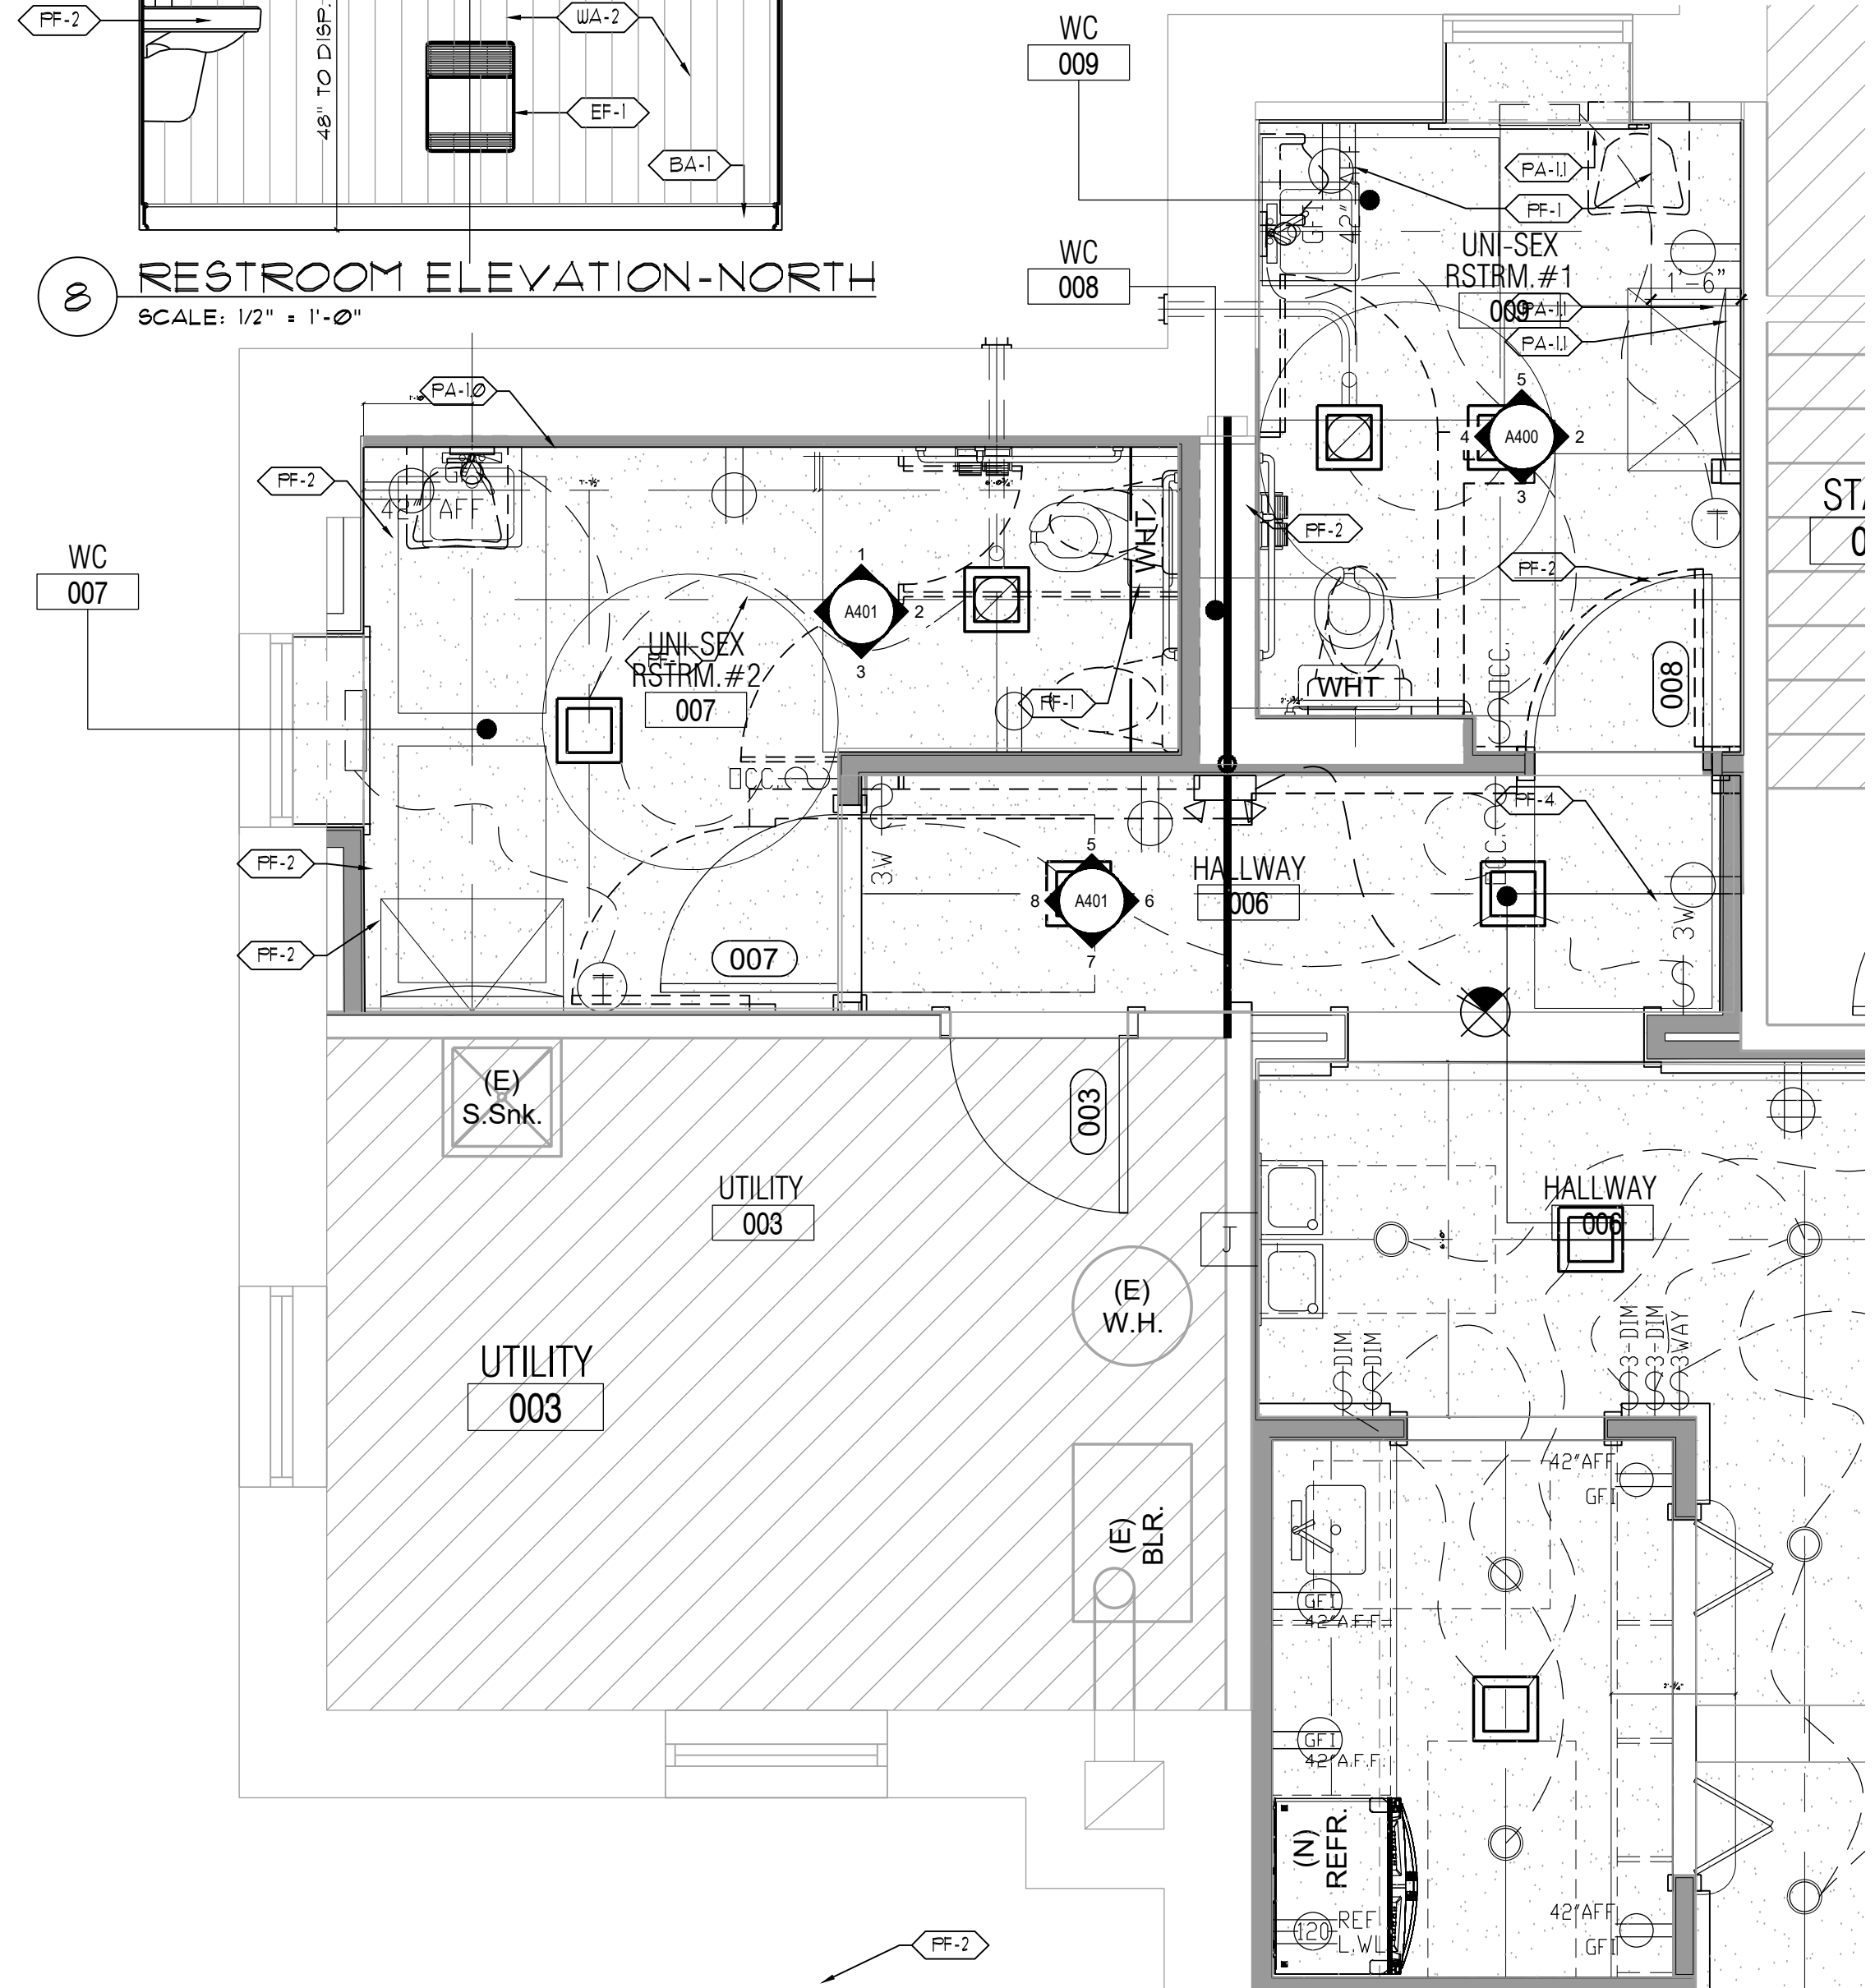 PF-2
WA-2
48" TO DISP.
EF-1
BA-1
8
RESTROOM ELEVATION-NORTH
SCALE: 1/2" = 1'-0"
WC
009
WC
008
WC
007
PA-1.1
PF-1
UNI-SEX
RSTRM.#1
009
1'-6"
PA-1.1
PA-1.1
42"
5
4
A400
2
3
PF-2
PF-2
WHT
008
PA-1.0
PF-2
42" AFF
1
A401
2
3
WHT
UNI-SEX
RSTRM.#2
007
PF-1
OCC.
S
S
3W
S OCC.
OCC.
S
PF-4
5
8
A401
6
7
HALLWAY
006
S 3W
PF-2
PF-2
007
(E)
S.Snk.
003
UTILITY
003
J
(E)
W.H.
UTILITY
003
HALLWAY
006
S DIM
S DIM
S 3-DIM
S 3-DIM
S 3WAY
(E)
BLR.
42"AFF
GFI
GFI
42"A.F.F.
GFI
42"A.F.F.
(N)
REFR.
120
REF
L.WL
42"AFF
GFI
PF-2